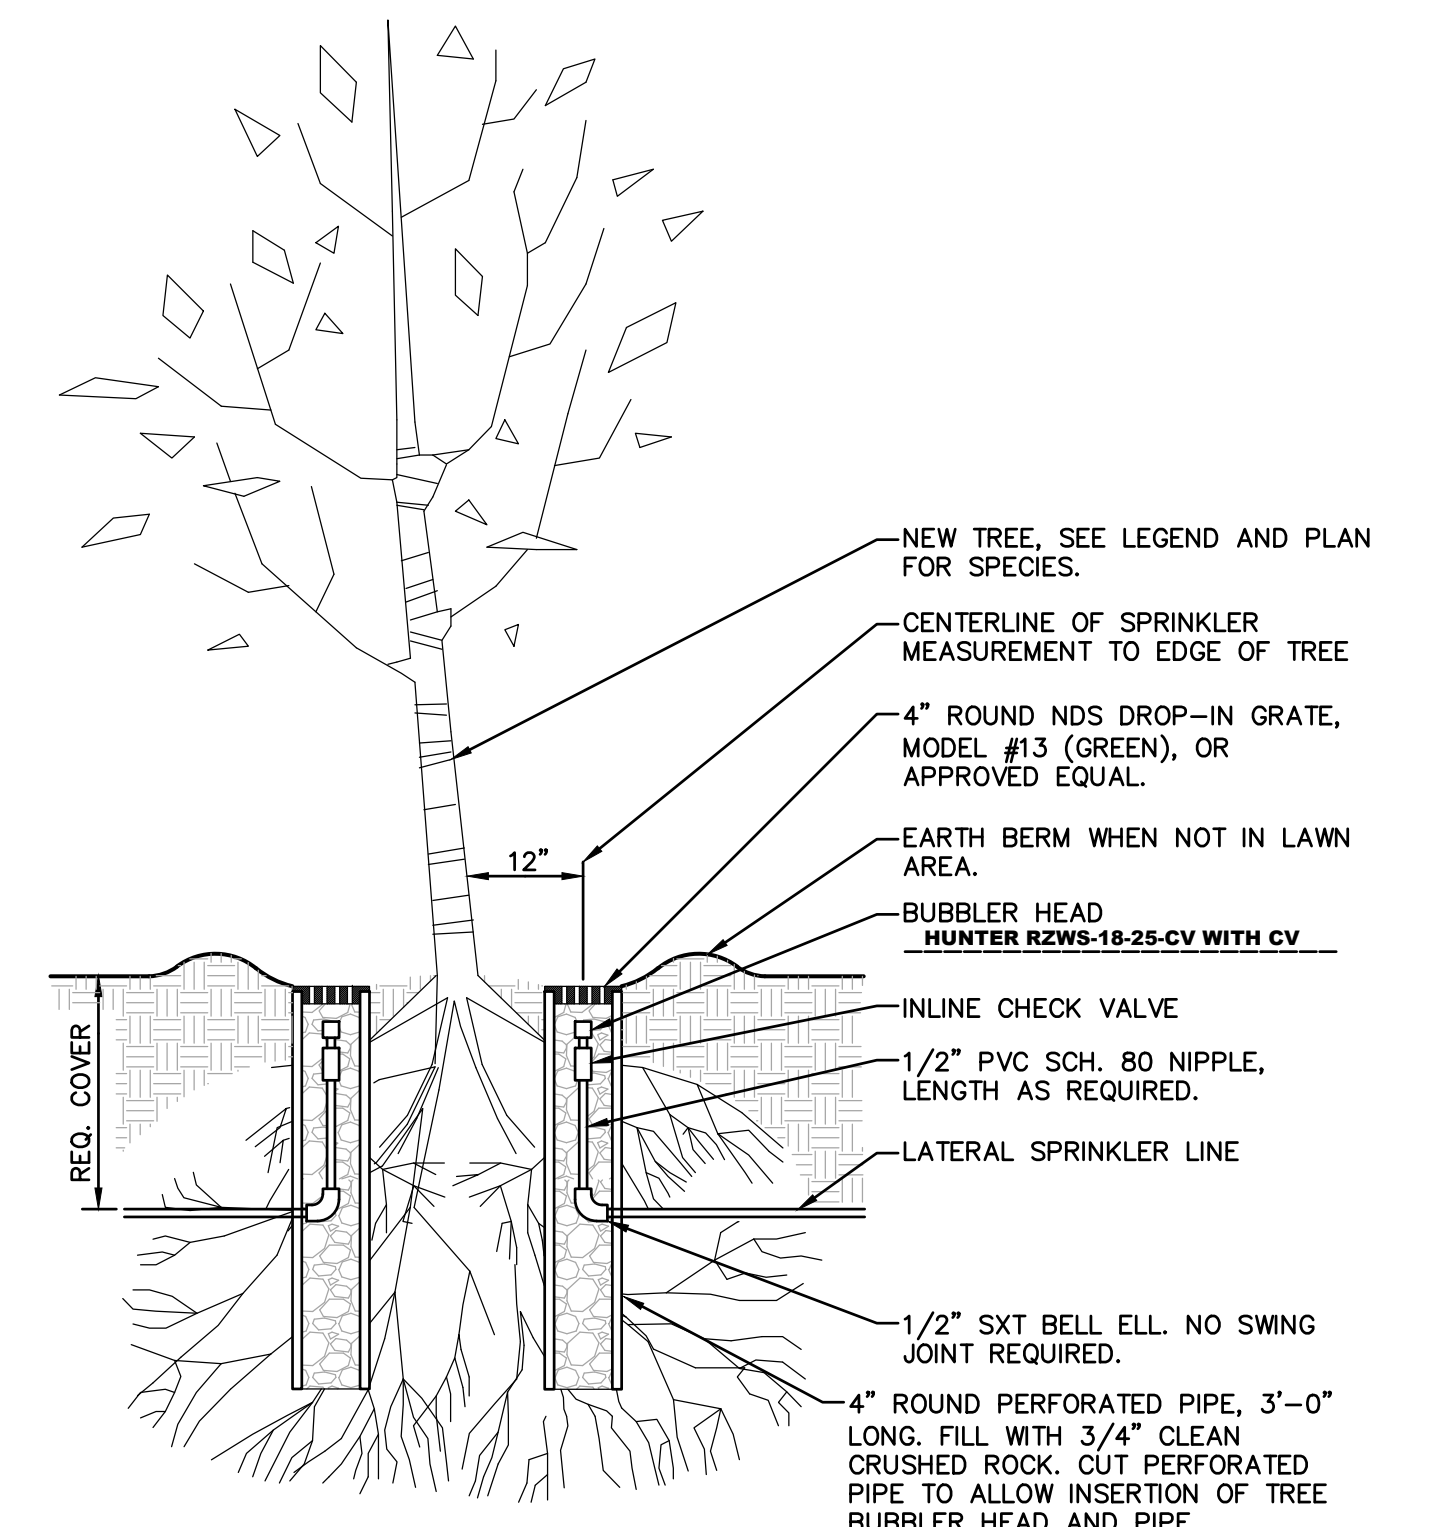 NEW TREE, SEE LEGEND AND PLAN
FOR SPECIES.
CENTERLINE OF SPRINKLER
MEASUREMENT TO EDGE OF TREE
4" ROUND NDS DROP-IN GRATE,
MODEL #13 (GREEN), OR
APPROVED EQUAL.
EARTH BERM WHEN NOT IN LAWN
AREA.
12"
BUBBLER HEAD
HUNTER RZWS-18-25-CV WITH CV
INLINE CHECK VALVE
1/2" PVC SCH. 80 NIPPLE,
LENGTH AS REQUIRED.
REQ. COVER
LATERAL SPRINKLER LINE
1/2" SXT BELL ELL. NO SWING
JOINT REQUIRED.
4" ROUND PERFORATED PIPE, 3'-0"
LONG. FILL WITH 3/4" CLEAN
CRUSHED ROCK. CUT PERFORATED
PIPE TO ALLOW INSERTION OF TREE
BUBBLER HEAD AND PIPE